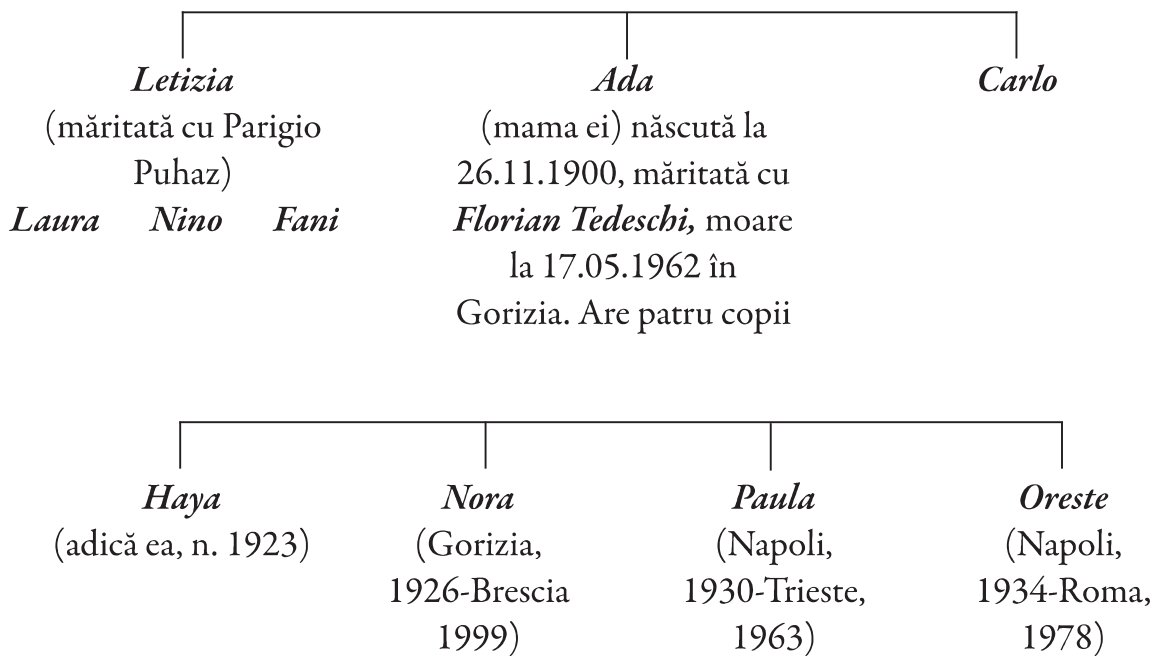 Letizia
(măritată cu Parigio
Puhaz)
Laura Nino Fani
Ada
(mama ei) născută la
26.11.1900, măritată cu
Florian Tedeschi, moare
la 17.05.1962 în
Gorizia. Are patru copii
Carlo
Haya
(adică ea, n. 1923)
Nora
(Gorizia,
1926-Brescia
1999)
Paula
(Napoli,
1930-Trieste,
1963)
Oreste
(Napoli,
1934-Roma,
1978)